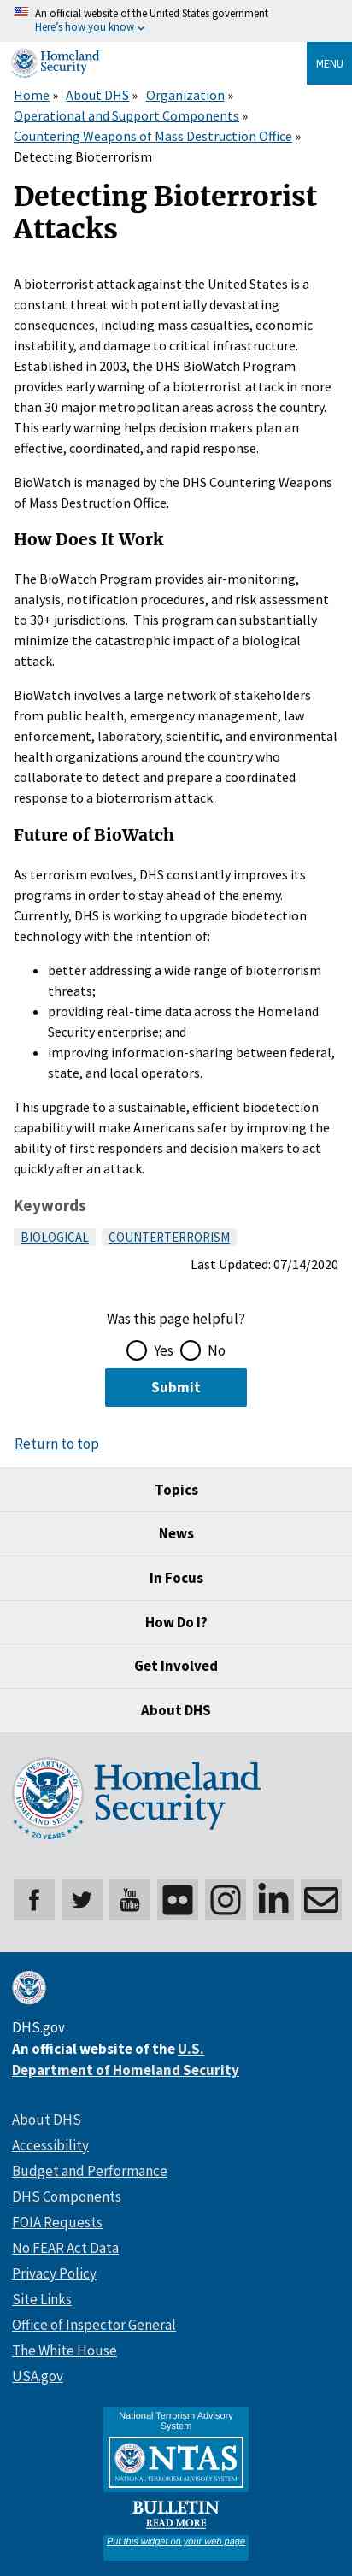 An official website of the United States government
Here's how you know
Homeland
Security
MENU
Home » About DHS » Organization »
Operational and Support Components »
Countering Weapons of Mass Destruction Office »
Detecting Bioterrorism
Detecting Bioterrorist
Attacks
A bioterrorist attack against the United States is a
constant threat with potentially devastating
consequences, including mass casualties, economic
instability, and damage to critical infrastructure.
Established in 2003, the DHS BioWatch Program
provides early warning of a bioterrorist attack in more
than 30 major metropolitan areas across the country.
This early warning helps decision makers plan an
effective, coordinated, and rapid response.
BioWatch is managed by the DHS Countering Weapons
of Mass Destruction Office.
How Does It Work
The BioWatch Program provides air-monitoring,
analysis, notification procedures, and risk assessment
to 30+ jurisdictions.  This program can substantially
minimize the catastrophic impact of a biological
attack.
BioWatch involves a large network of stakeholders
from public health, emergency management, law
enforcement, laboratory, scientific, and environmental
health organizations around the country who
collaborate to detect and prepare a coordinated
response to a bioterrorism attack.
Future of BioWatch
As terrorism evolves, DHS constantly improves its
programs in order to stay ahead of the enemy.
Currently, DHS is working to upgrade biodetection
technology with the intention of:
• better addressing a wide range of bioterrorism
threats;
• providing real-time data across the Homeland
Security enterprise; and
• improving information-sharing between federal,
state, and local operators.
This upgrade to a sustainable, efficient biodetection
capability will make Americans safer by improving the
ability of first responders and decision makers to act
quickly after an attack.
Keywords
BIOLOGICAL COUNTERTERRORISM
Last Updated: 07/14/2020
Was this page helpful?
Yes No
Submit
Return to top
Topics
News
In Focus
How Do I?
Get Involved
About DHS
U.S. DEPARTMENT OF HOMELAND SECURITY
20 YEARS
Homeland
Security
You
Tube
DHS.gov
An official website of the U.S.
Department of Homeland Security
About DHS
Accessibility
Budget and Performance
DHS Components
FOIA Requests
No FEAR Act Data
Privacy Policy
Site Links
Office of Inspector General
The White House
USA.gov
National Terrorism Advisory
System
NTAS
NATIONAL TERRORISM ADVISORY SYSTEM
BULLETIN
READ MORE
Put this widget on your web page